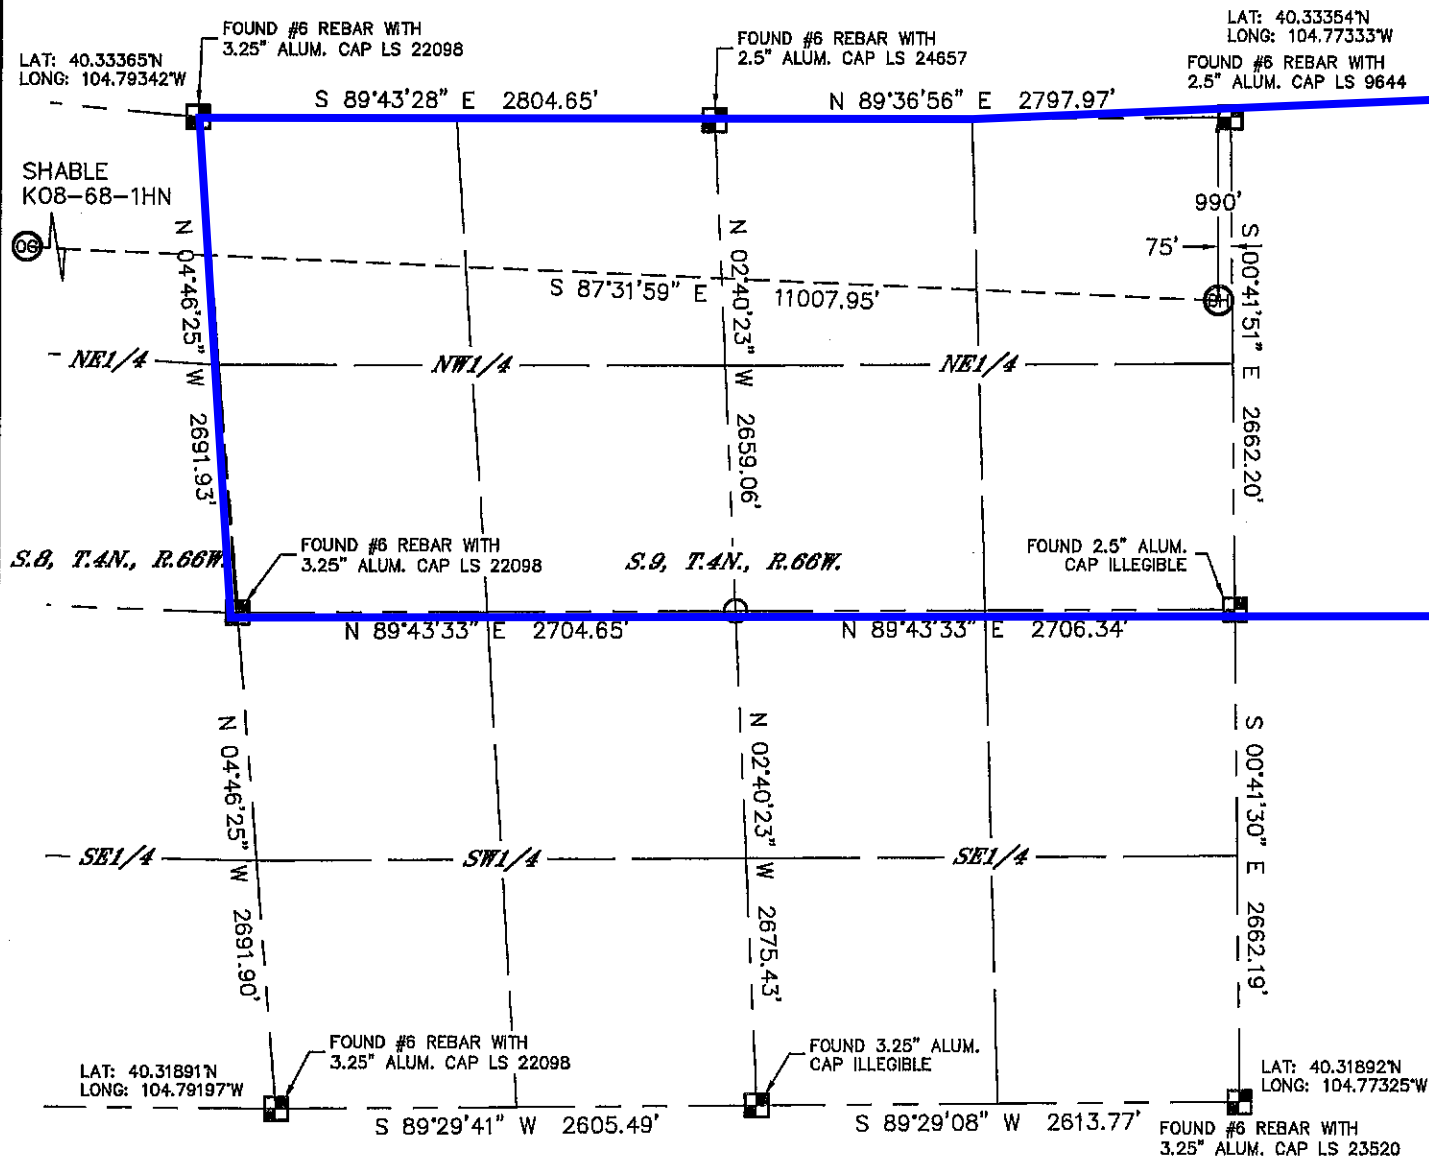 LAT: 40.33365°N
LONG: 104.79342°W
FOUND #6 REBAR WITH
3.25" ALUM. CAP LS 22098
FOUND #6 REBAR WITH
2.5" ALUM. CAP LS 24657
LAT: 40.33354°N
LONG: 104.77333°W
FOUND #6 REBAR WITH
2.5" ALUM. CAP LS 9644
S 89°43'28" E 2804.65'
N 89°36'56" E 2797.97'
SHABLE
K08-68-1HN
OG
990'
75'
BH
S 87°31'59" E 11007.95'
N 04°46'25" W 2691.93'
N 02°40'23" W 2659.06'
S 00°41'51" E 2662.20'
NE1/4
NW1/4
NE1/4
S.8, T.4N., R.66W.
FOUND #6 REBAR WITH
3.25" ALUM. CAP LS 22098
S.9, T.4N., R.66W.
FOUND 2.5" ALUM.
CAP ILLEGIBLE
N 89°43'33" E 2704.65'
N 89°43'33" E 2706.34'
N 04°46'25" W 2691.90'
N 02°40'23" W 2675.43'
S 00°41'30" E 2662.19'
SE1/4
SW1/4
SE1/4
LAT: 40.31891°N
LONG: 104.79197°W
FOUND #6 REBAR WITH
3.25" ALUM. CAP LS 22098
FOUND 3.25" ALUM.
CAP ILLEGIBLE
LAT: 40.31892°N
LONG: 104.77325°W
S 89°29'41" W 2605.49'
S 89°29'08" W 2613.77'
FOUND #6 REBAR WITH
3.25" ALUM. CAP LS 23520